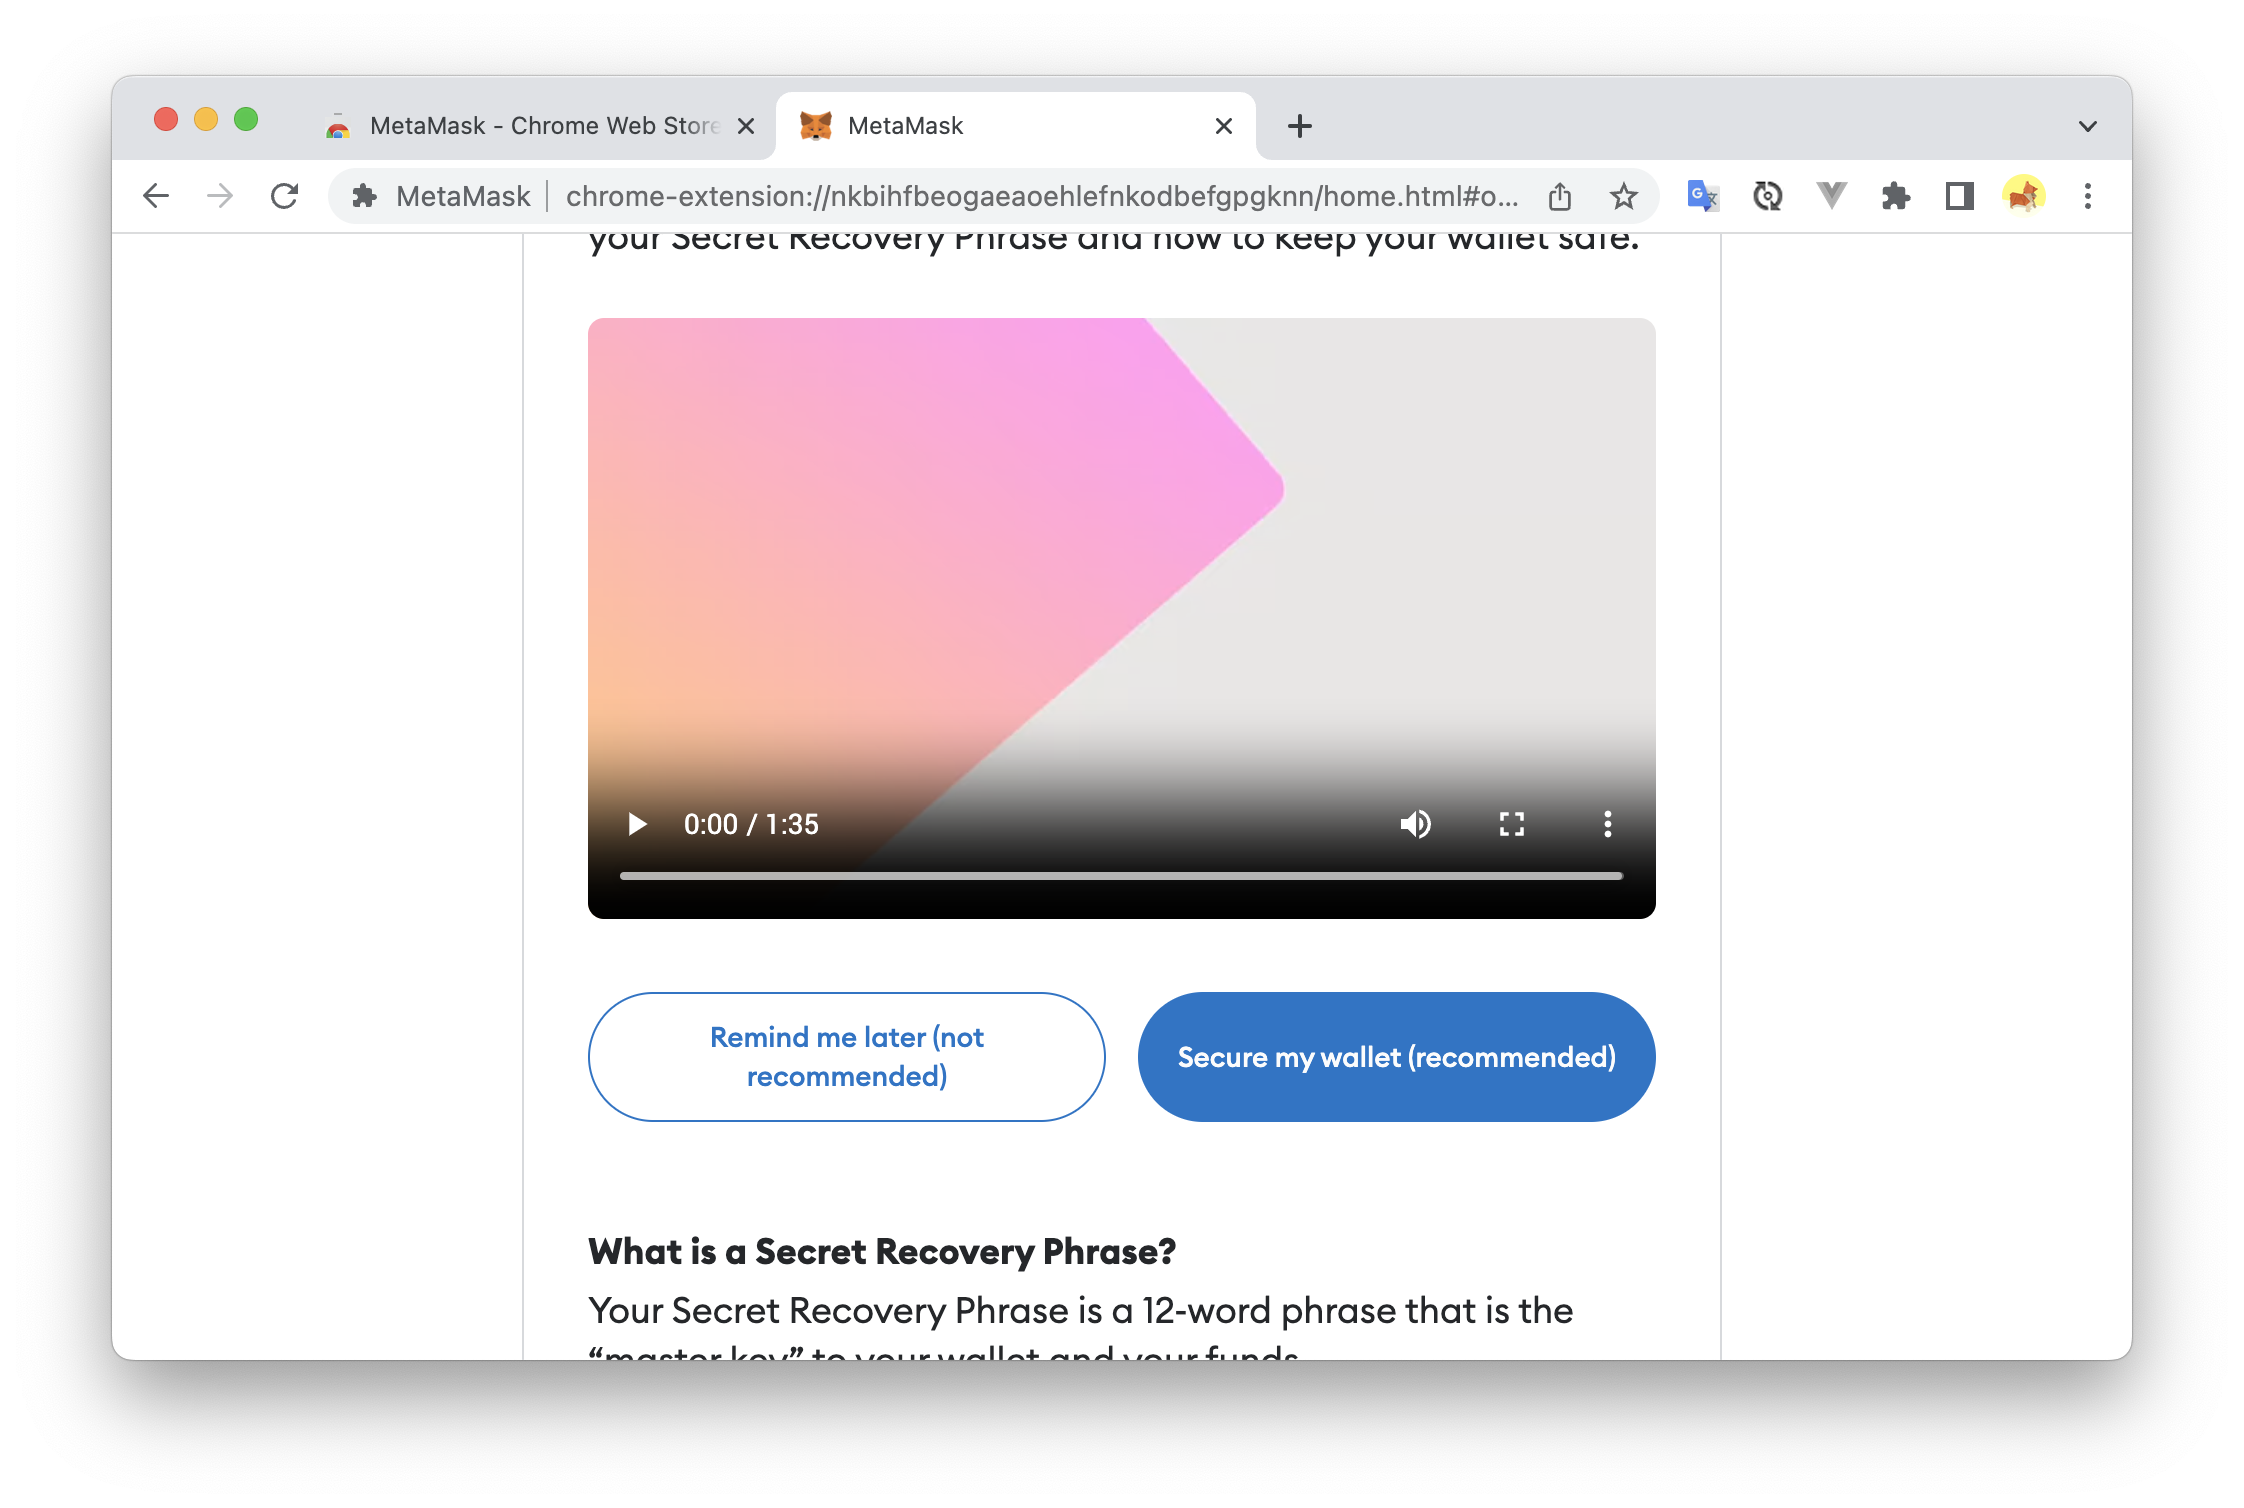 MetaMask - Chrome Web Store
MetaMask
MetaMask
chrome-extension://nkbihfbeogaeaoehlefnkodbefgpgknn/home.html#o...
your Secret Recovery Phrase and how to keep your wallet safe.
0:00 / 1:35
Remind me later (not
recommended)
Secure my wallet (recommended)
What is a Secret Recovery Phrase?
Your Secret Recovery Phrase is a 12-word phrase that is the
“master key” to your wallet and your funds